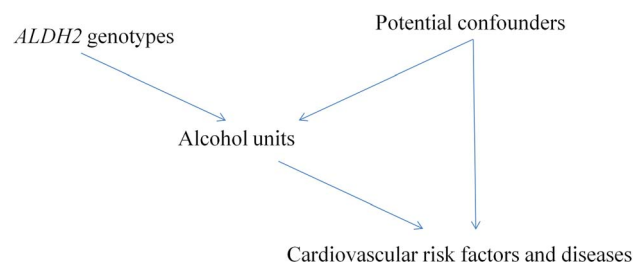 Potential confounders
ALDH2 genotypes
Alcohol units
Cardiovascular risk factors and diseases